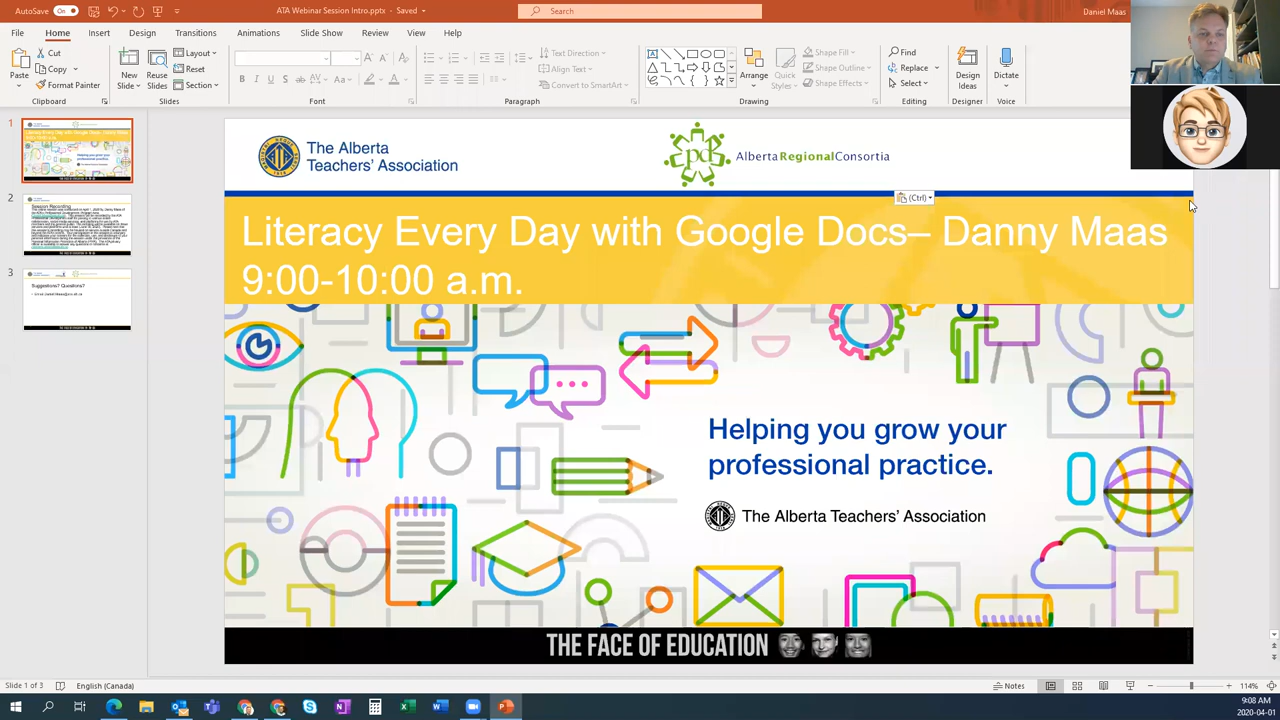 AutoSave
On
ATA Webinar Session Intro.pptx - Saved
Search
Daniel Maas
File
Home
Insert
Design
Transitions
Animations
Slide Show
Review
View
Help
Paste
Cut
Copy
Format Painter
Clipboard
New
Slide
Reuse
Slides
Layout
Reset
Section
Slides
Font
Text Direction
Align Text
Convert to SmartArt
Paragraph
Arrange
Quick
Styles
Shape Fill
Shape Outline
Shape Effects
Drawing
Find
Replace
Select
Editing
Design
Ideas
Designer
Dictate
Voice
1
2
Session Recording
3
Suggestions? Questions?
The Alberta
Teachers' Association
Alberta Regional Consortia
(Ctrl)
Literacy Every Day with Google Docs - Danny Maas
9:00-10:00 a.m.
Helping you grow your
professional practice.
The Alberta Teachers' Association
THE FACE OF EDUCATION
Slide 1 of 3
English (Canada)
Notes
114%
9:08 AM
2020-04-01